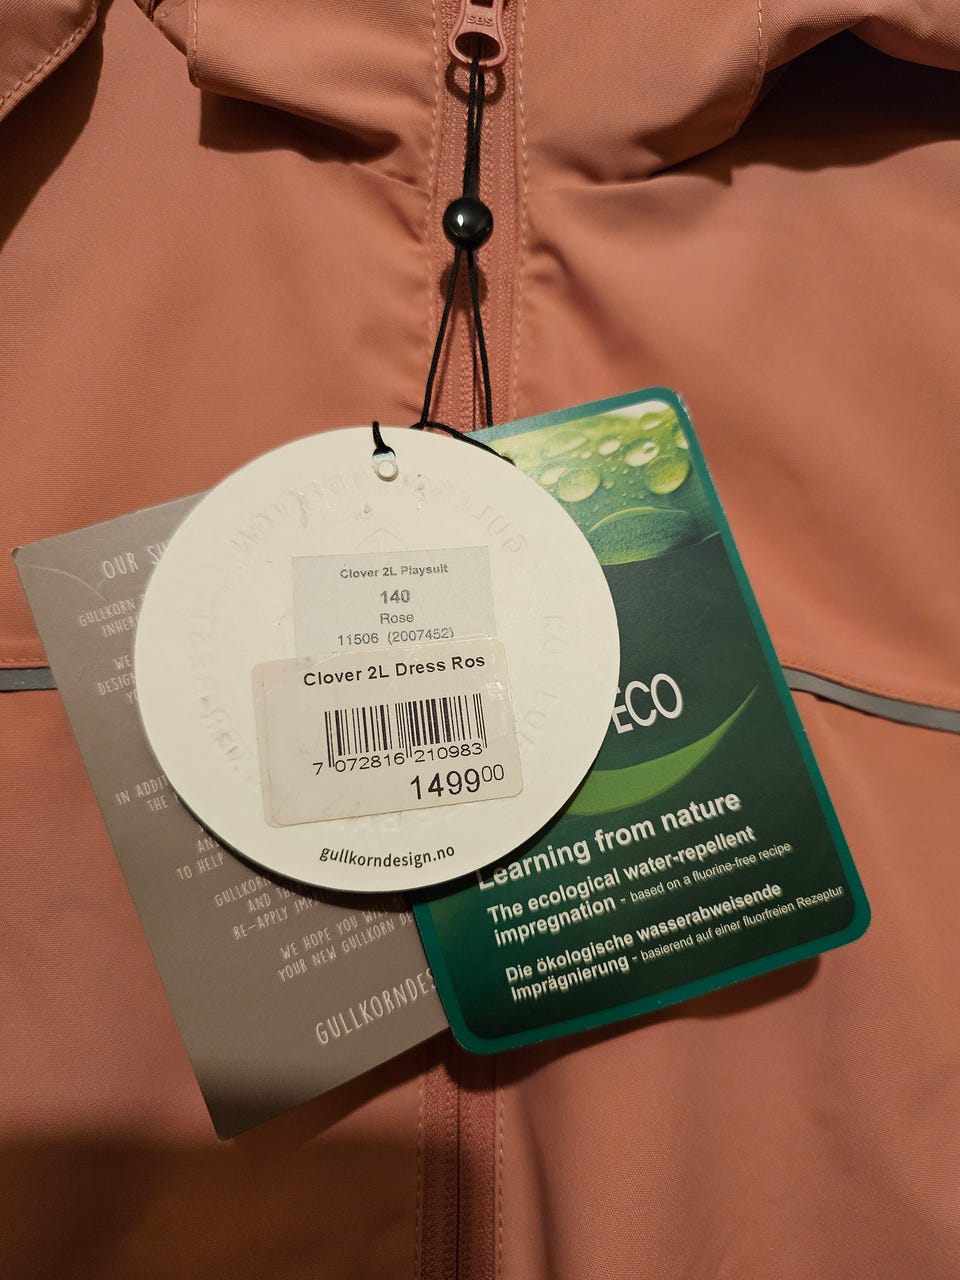 SBS
OUR
GULLKORN
WE
DESIGN
IN ADDIT
THE
AN
TO HELP
GULLKORN
AND TH
RE-APPLY IMP
WE HOPE YOU WI
YOUR NEW GULLKORN
GULLKORNDES
Clover 2L Playsuit
140
Rose
11506 (2007452)
Clover 2L Dress Ros
7 072816 210983
149900
gullkorndesign.no
ECO
Learning from nature
The ecological water-repellent
impregnation - based on a fluorine-free recipe
Die ökologische wasserabweisende
Imprägnierung - basierend auf einer fluorfreien Rezeptur